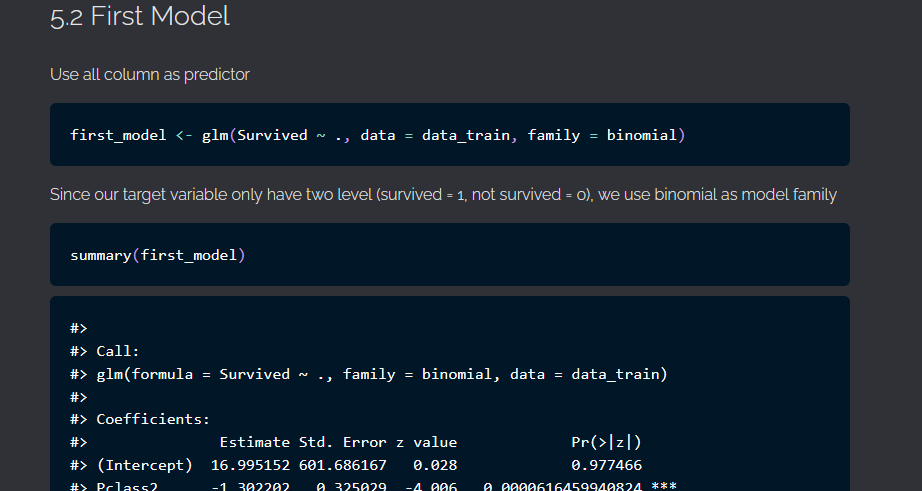 5.2 First Model
Use all column as predictor
first_model <- glm(Survived ~ ., data = data_train, family = binomial)
Since our target variable only have two level (survived = 1, not survived = 0), we use binomial as model family
summary(first_model)
#>
#> Call:
#> glm(formula = Survived ~ ., family = binomial, data = data_train)
#>
#> Coefficients:
#>                Estimate Std. Error z value             Pr(>|z|)
#> (Intercept)  16.995152 601.686167   0.028             0.977466
#> Pclass2      -1.302202   0.325029  -4.006   0.0000616459940824 ***